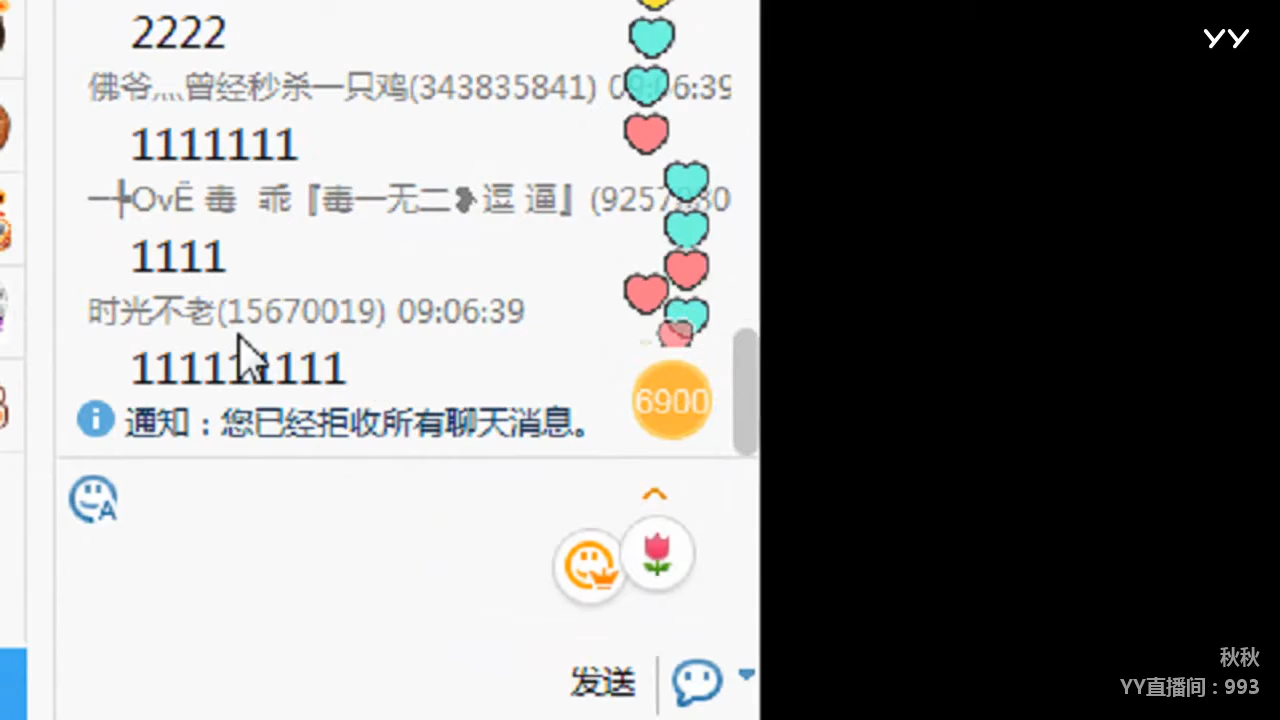 2222
佛爷灬曾经秒杀一只鸡(343835841) 09:06:39
1111111
一╄OvЁ 毒 乖『毒一无二❥逗 逼』(9257
1111
时光不老(15670019) 09:06:39
111111111
通知：您已经拒收所有聊天消息。
6900
发送
YY
秋秋
YY直播间：993